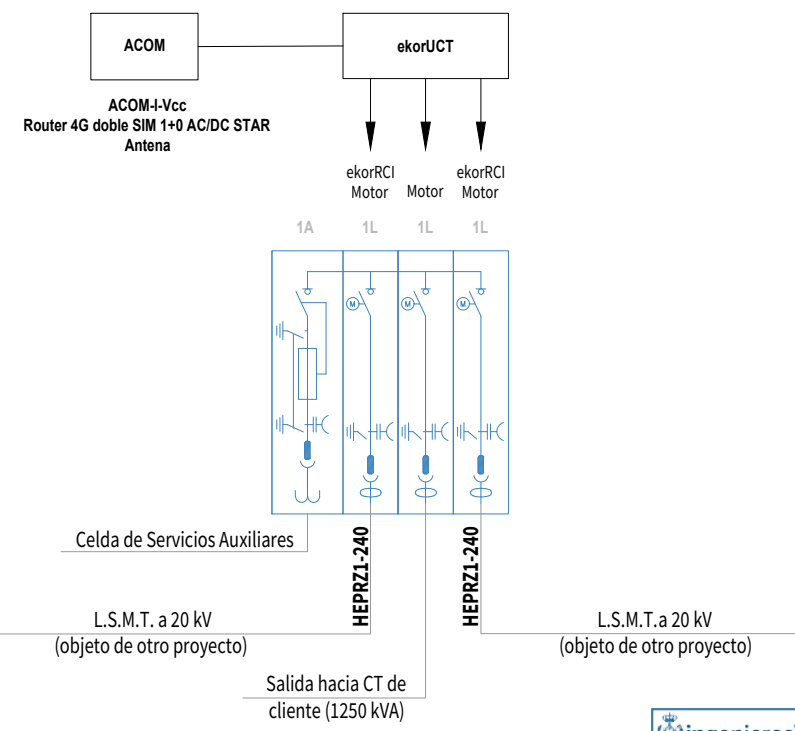 ACOM
ekorUCT
ACOM-I-Vcc
Router 4G doble SIM 1+0 AC/DC STAR
Antena
ekorRCI
Motor
Motor
ekorRCI
Motor
1A
1L
1L
1L
M
M
M
Celda de Servicios Auxiliares
HEPRZ1-240
HEPRZ1-240
L.S.M.T. a 20 kV
(objeto de otro proyecto)
L.S.M.T.a 20 kV
(objeto de otro proyecto)
Salida hacia CT de
cliente (1250 kVA)